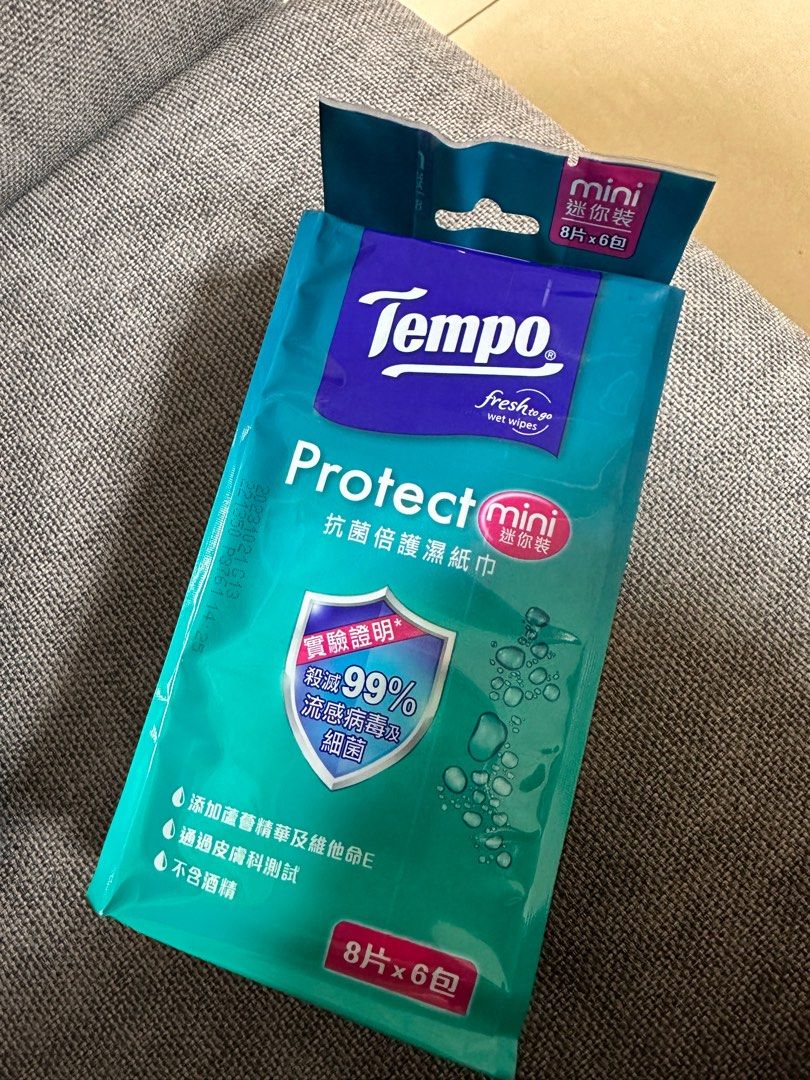 mini
迷你裝
8片x6包
Tempo®
fresh to go
wet wipes
Protect mini
迷你裝
抗菌倍護濕紙巾
實驗證明*
殺滅99%
流感病毒及
細菌
添加蘆薈精華及維他命E
通過皮膚科測試
不含酒精
8片x6包